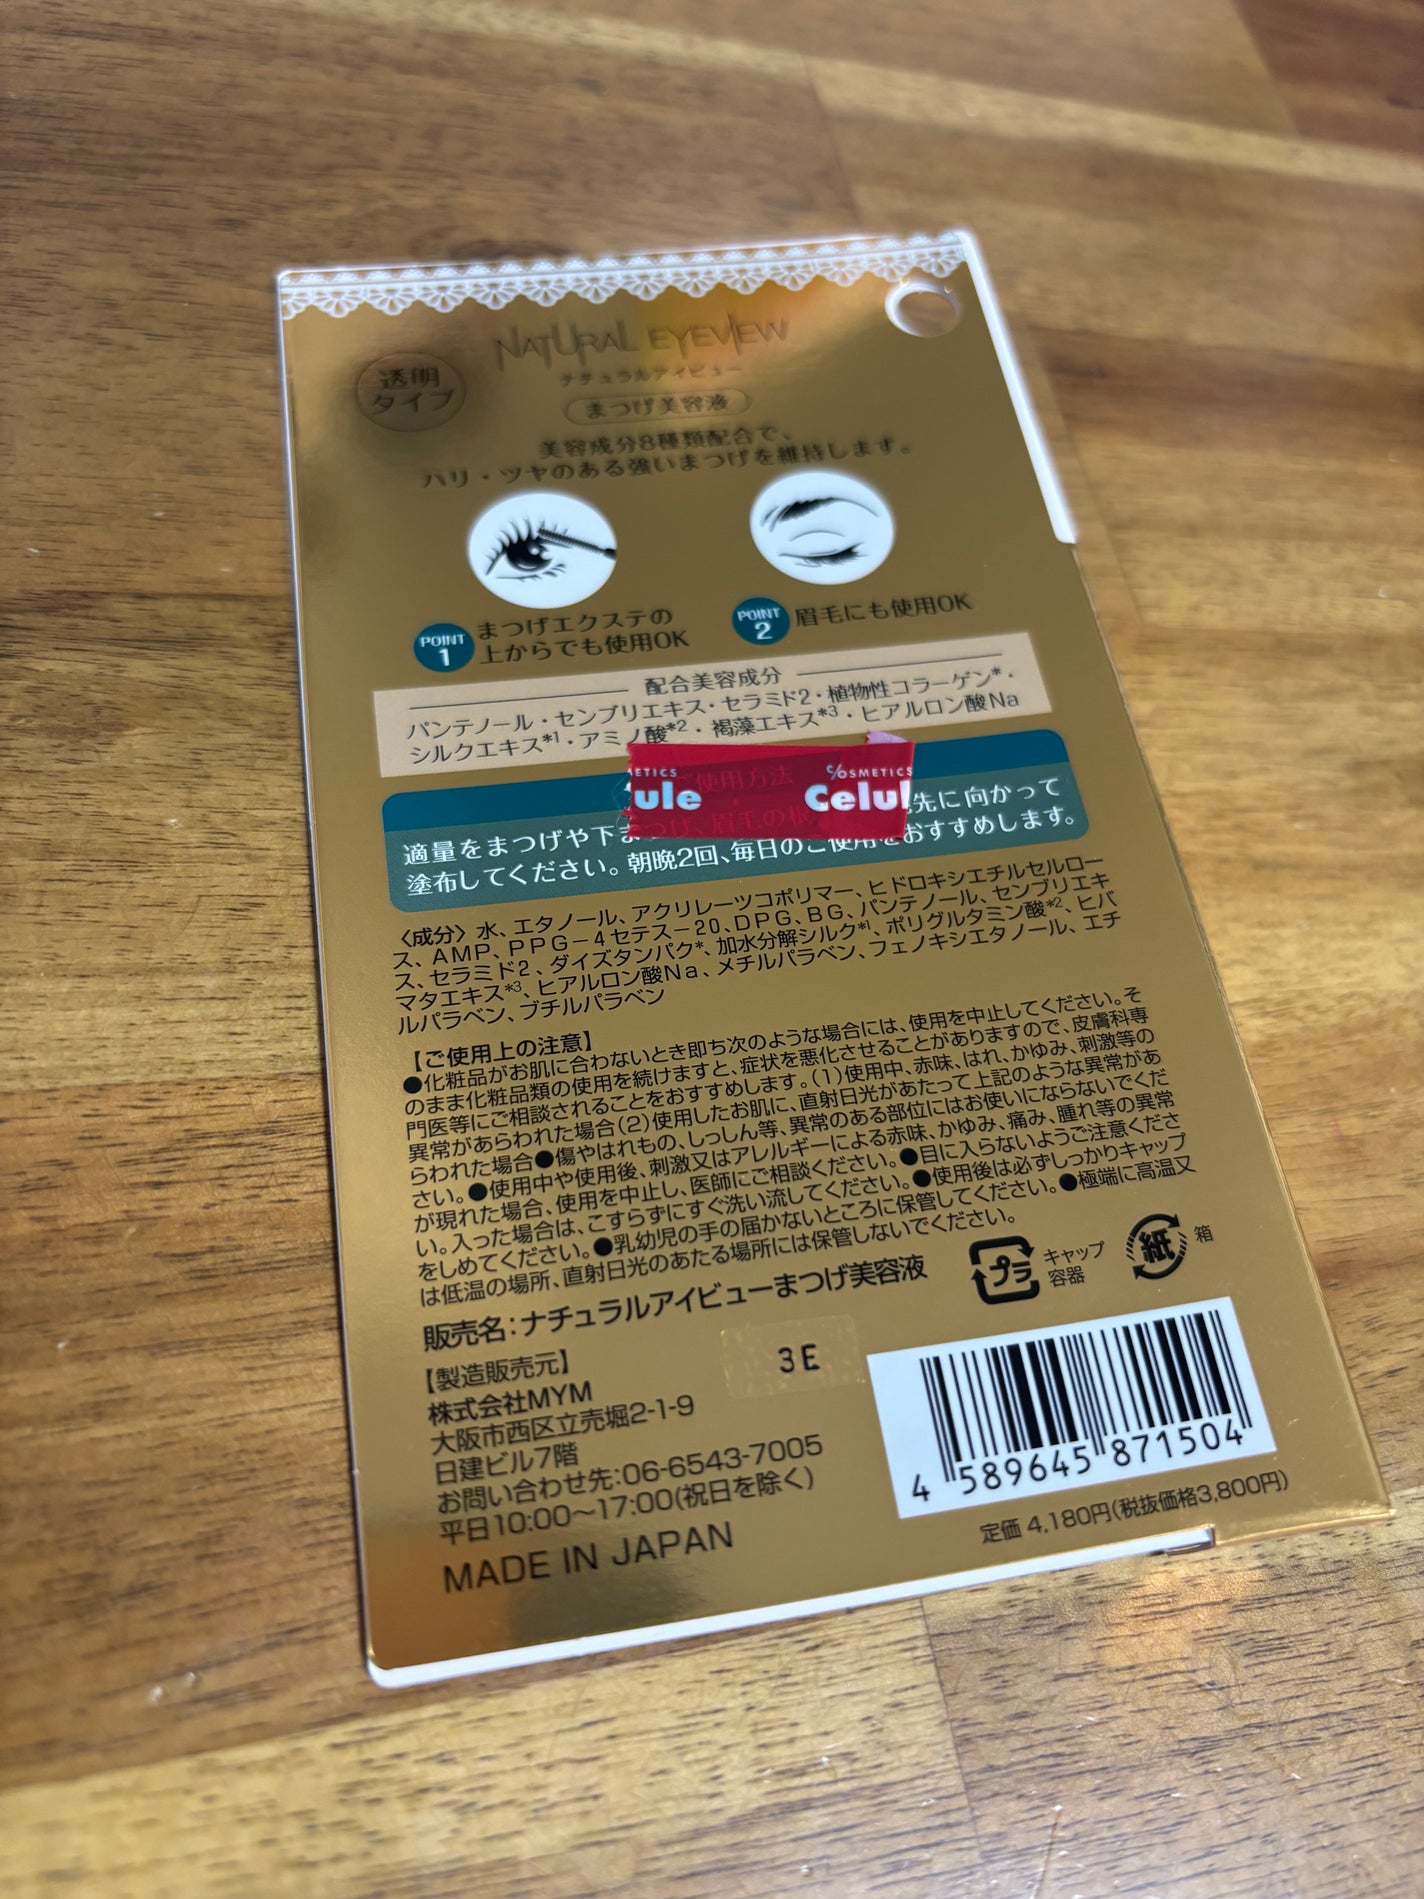 NATURAL EYEVIEW
ナチュラルアイビュー
透明
タイプ
まつげ美容液
美容成分8種類配合で、
ハリ・ツヤのある強いまつげを維持します。
POINT 1
まつげエクステの
上からでも使用OK
POINT 2
眉毛にも使用OK
配合美容成分
パンテノール・センブリエキス・セラミド2・植物性コラーゲン*・
シルクエキス*1・アミノ酸*2・褐藻エキス*3・ヒアルロン酸Na
ご使用方法
ETICS COSMETICS
ule Celul
適量をまつげや下まつげ、眉毛の根 先に向かって
塗布してください。朝晩2回、毎日のご使用をおすすめします。
〈成分〉水、エタノール、アクリレーツコポリマー、ヒドロキシエチルセルロー
ス、AMP、PPG-4セテス-20、DPG、BG、パンテノール、センブリエキ
ス、セラミド2、ダイズタンパク*、加水分解シルク*1、ポリグルタミン酸*2、ヒバ
マタエキス*3、ヒアルロン酸Na、メチルパラベン、フェノキシエタノール、エチ
ルパラベン、ブチルパラベン
【ご使用上の注意】
●化粧品がお肌に合わないとき即ち次のような場合には、使用を中止してください。そ
のまま化粧品類の使用を続けますと、症状を悪化させることがありますので、皮膚科専
門医等にご相談されることをおすすめします。(1)使用中、赤味、はれ、かゆみ、刺激等の
異常があらわれた場合(2)使用したお肌に、直射日光があたって上記のような異常があ
らわれた場合●傷やはれもの、しっしん等、異常のある部位にはお使いにならないでくだ
さい。●使用中や使用後、刺激又はアレルギーによる赤味、かゆみ、痛み、腫れ等の異常
が現れた場合、使用を中止し、医師にご相談ください。●目に入らないようご注意くださ
い。入った場合は、こすらずにすぐ洗い流してください。●使用後は必ずしっかりキャップ
をしめてください。●乳幼児の手の届かないところに保管してください。●極端に高温又
は低温の場所、直射日光のあたる場所には保管しないでください。
販売名:ナチュラルアイビューまつげ美容液
プラ
キャップ
容器
紙
箱
【製造販売元】
株式会社MYM
大阪市西区立売堀2-1-9
日建ビル7階
お問い合わせ先:06-6543-7005
平日10:00〜17:00(祝日を除く)
MADE IN JAPAN
3E
4 589645 871504
定価 4,180円(税抜価格3,800円)